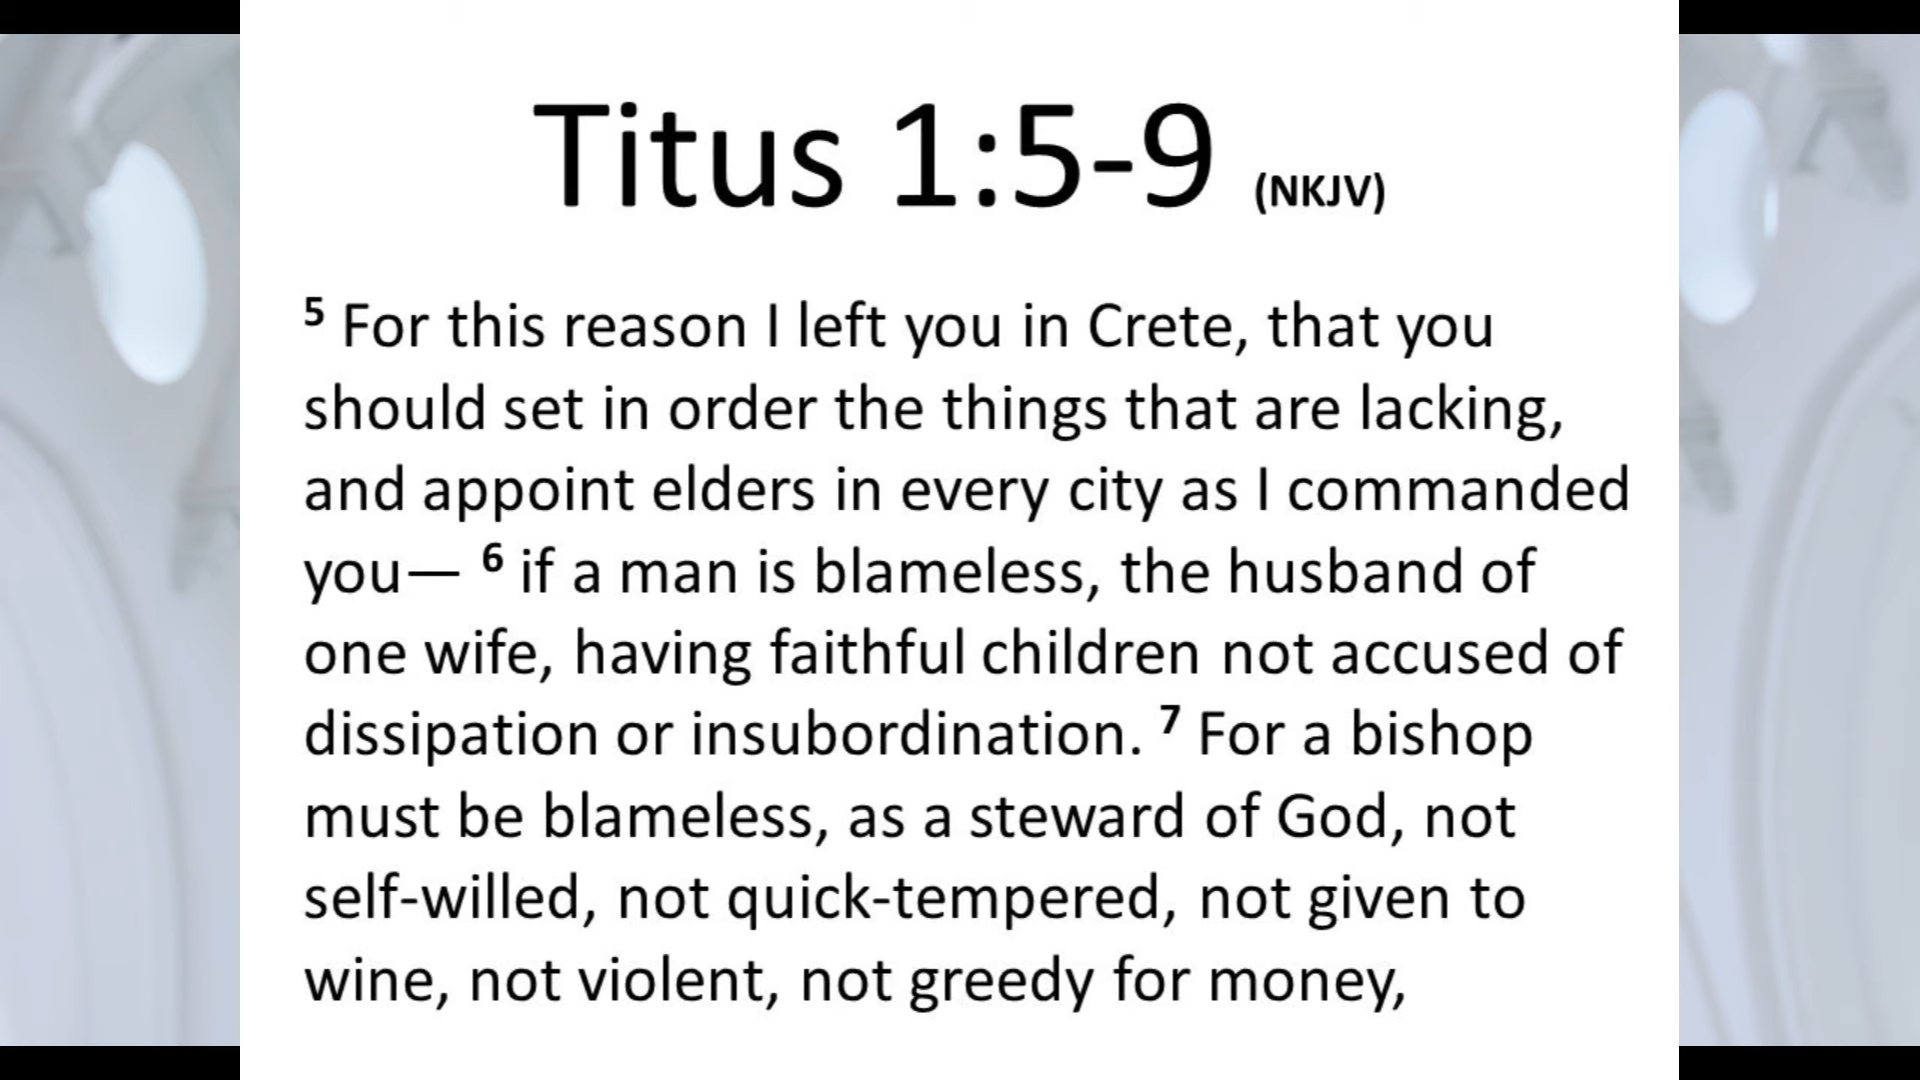 Titus 1:5-9 (NKJV)
5 For this reason I left you in Crete, that you
should set in order the things that are lacking,
and appoint elders in every city as I commanded
you— 6 if a man is blameless, the husband of
one wife, having faithful children not accused of
dissipation or insubordination. 7 For a bishop
must be blameless, as a steward of God, not
self-willed, not quick-tempered, not given to
wine, not violent, not greedy for money,